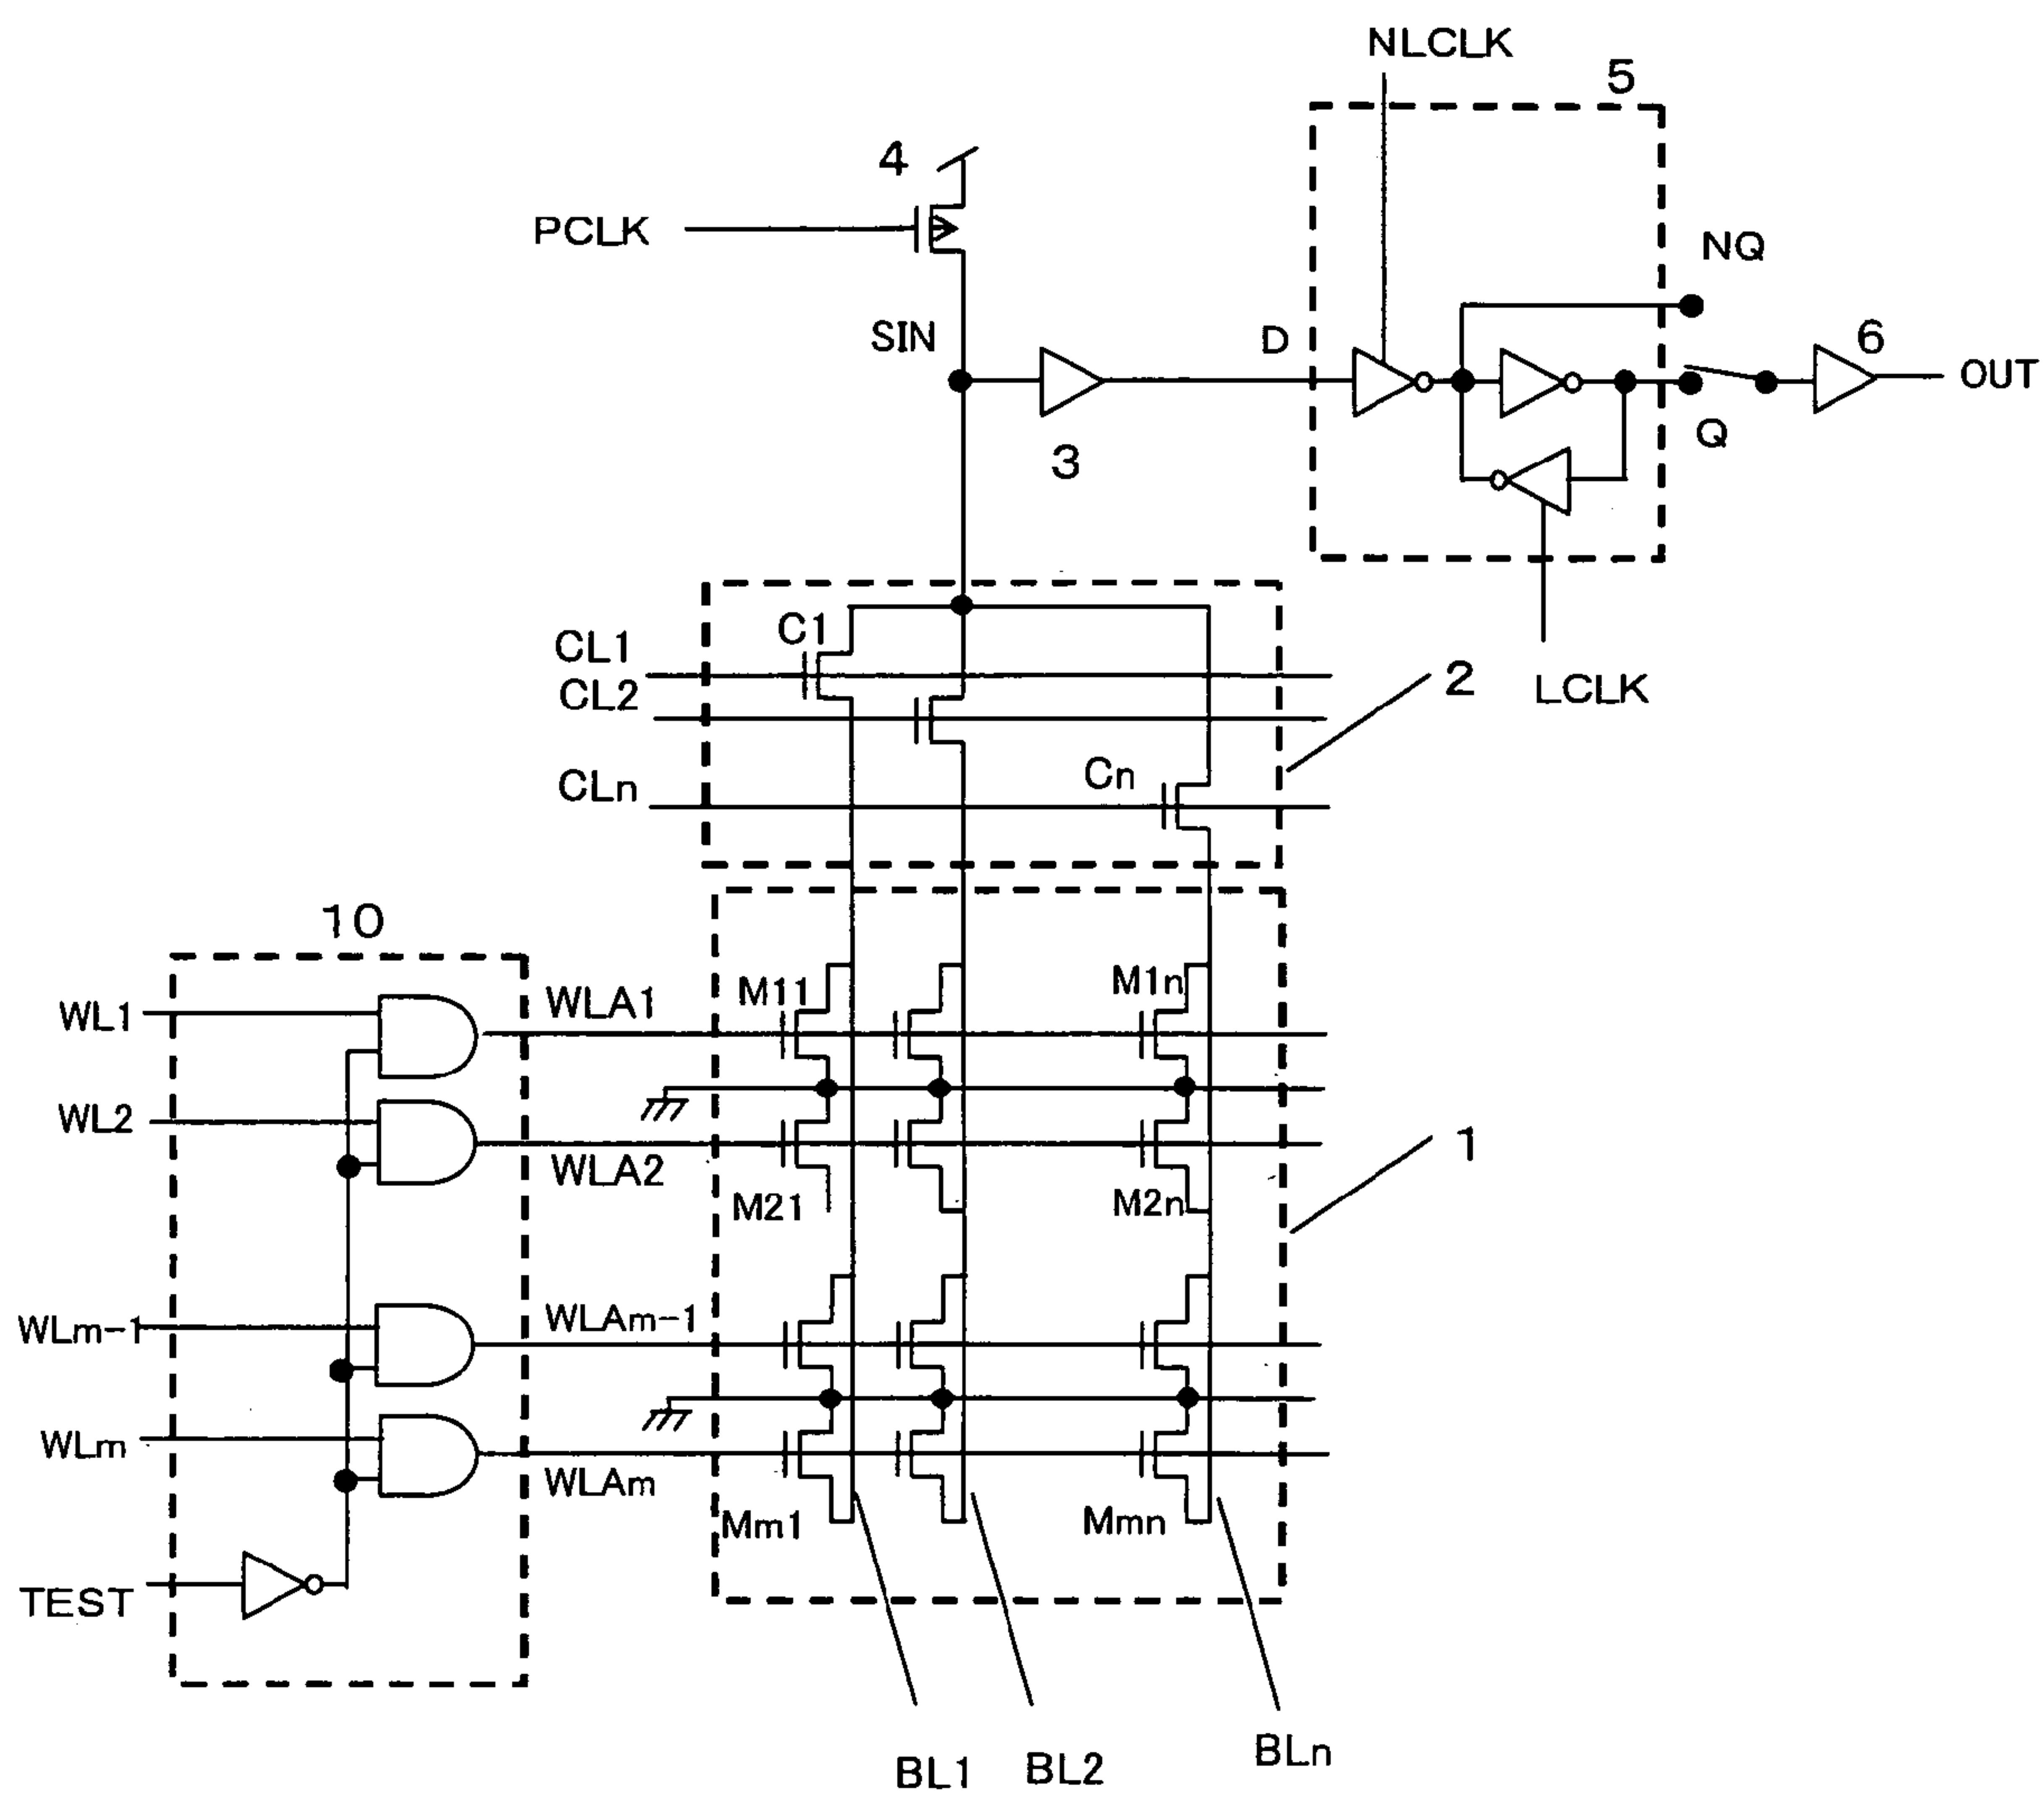 NLCLK
5
4
PCLK
NQ
SIN
D
6
OUT
Q
3
C1
CL1
CL2
2
LCLK
Cn
CLn
10
WL1
WLA1
M11
M1n
WL2
WLA2
M21
M2n
1
WLm-1
WLAm-1
WLm
WLAm
Mm1
Mmn
TEST
BL1
BL2
BLn